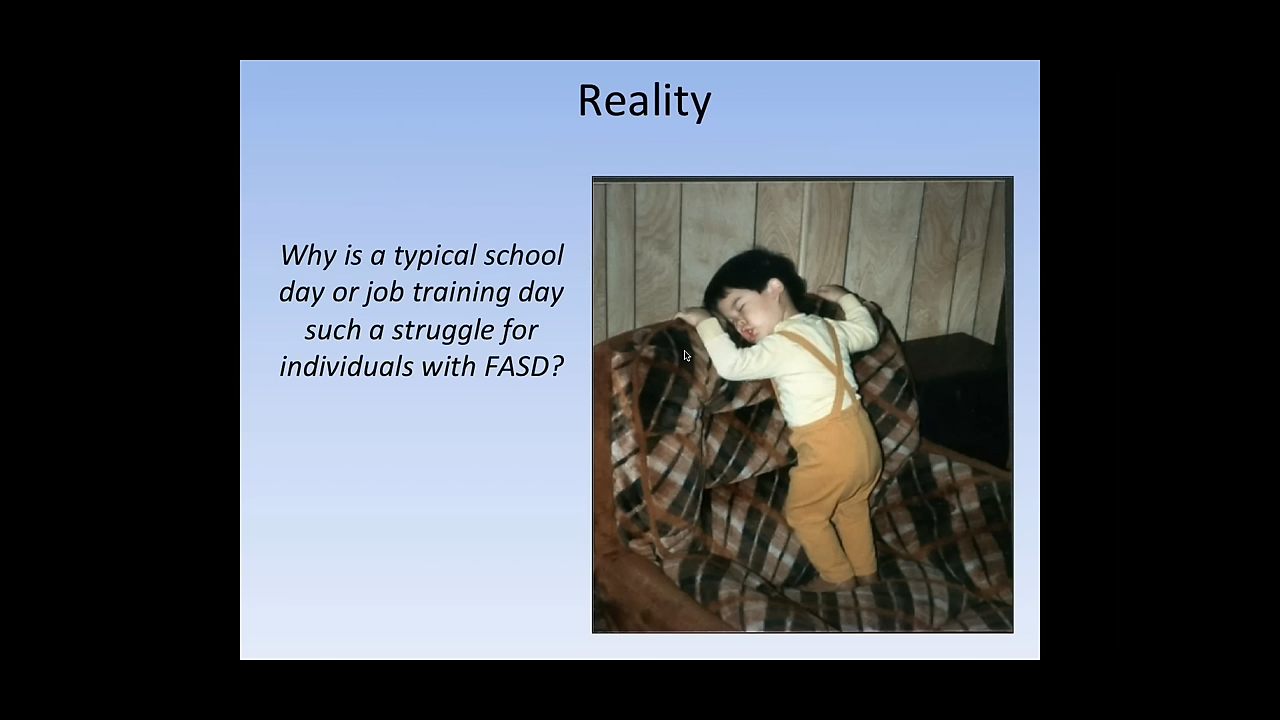 Reality
Why is a typical school
day or job training day
such a struggle for
individuals with FASD?